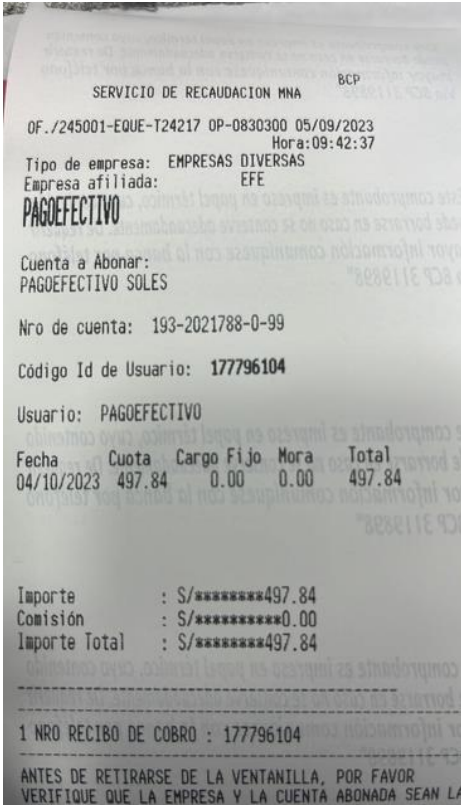 BCP
SERVICIO DE RECAUDACION MNA
OF./245001-EQUE-T24217 OP-0830300 05/09/2023
Hora:09:42:37
Tipo de empresa: EMPRESAS DIVERSAS
Empresa afiliada: EFE
PAGOEFECTIVO
Cuenta a Abonar:
PAGOEFECTIVO SOLES
Nro de cuenta: 193-2021788-0-99
Código Id de Usuario: 177796104
Usuario: PAGOEFECTIVO
Fecha Cuota Cargo Fijo Mora Total
04/10/2023 497.84 0.00 0.00 497.84
Importe : S/********497.84
Comisión : S/**********0.00
Importe Total : S/********497.84
1 NRO RECIBO DE COBRO : 177796104
ANTES DE RETIRARSE DE LA VENTANILLA, POR FAVOR
VERIFIQUE QUE LA EMPRESA Y LA CUENTA ABONADA SEAN LA